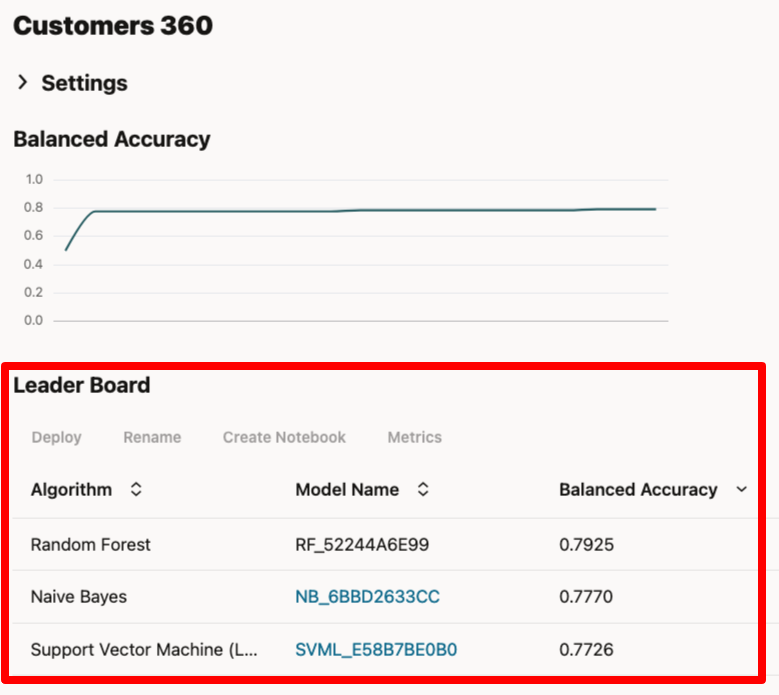 Customers 360
Settings
Balanced Accuracy
1.0
0.8
0.6
0.4
0.2
0.0
Leader Board
Deploy Rename Create Notebook Metrics
Algorithm Model Name Balanced Accuracy
Random Forest RF_52244A6E99 0.7925
Naive Bayes NB_6BBD2633CC 0.7770
Support Vector Machine (L... SVML_E58B7BE0B0 0.7726